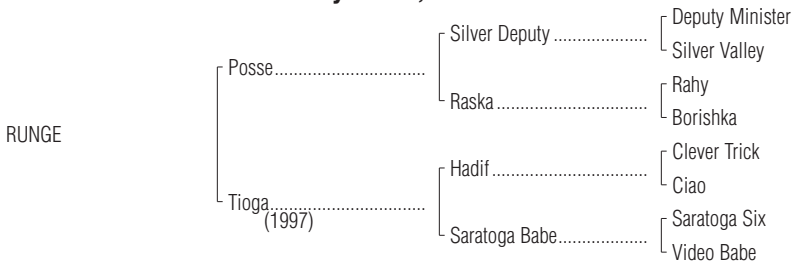 Deputy Minister
Silver Deputy ....................
Silver Valley
Posse................................
Rahy
Raska ................................
Borishka
RUNGE
Clever Trick
Hadif .................................
Ciao
Tioga.................................
(1997)
Saratoga Six
Saratoga Babe...................
Video Babe